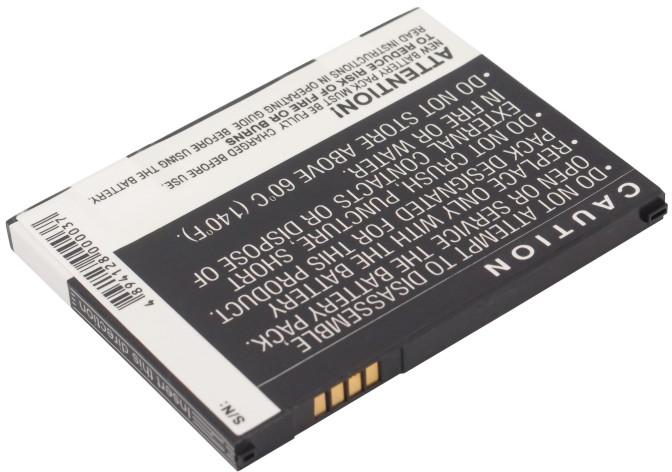 CAUTION
• DO NOT ATTEMPT TO DISASSEMBLE,
OPEN OR SERVICE THE BATTERY PACK.
• REPLACE ONLY WITH THE BATTERY
PACK DESIGNATED FOR THIS PRODUCT.
• DO NOT CRUSH, PUNCTURE, SHORT
EXTERNAL CONTACTS OR DISPOSE OF
IN FIRE OR WATER.
• DO NOT STORE ABOVE 60°C (140°F).
ATTENTION!
NEW BATTERY PACK MUST BE FULLY CHARGED BEFORE USE.
TO REDUCE RISK OF FIRE OR BURNS
READ INSTRUCTIONS IN OPERATING GUIDE BEFORE USING THE BATTERY
4 894128 000037
S/N:
Insert this direction